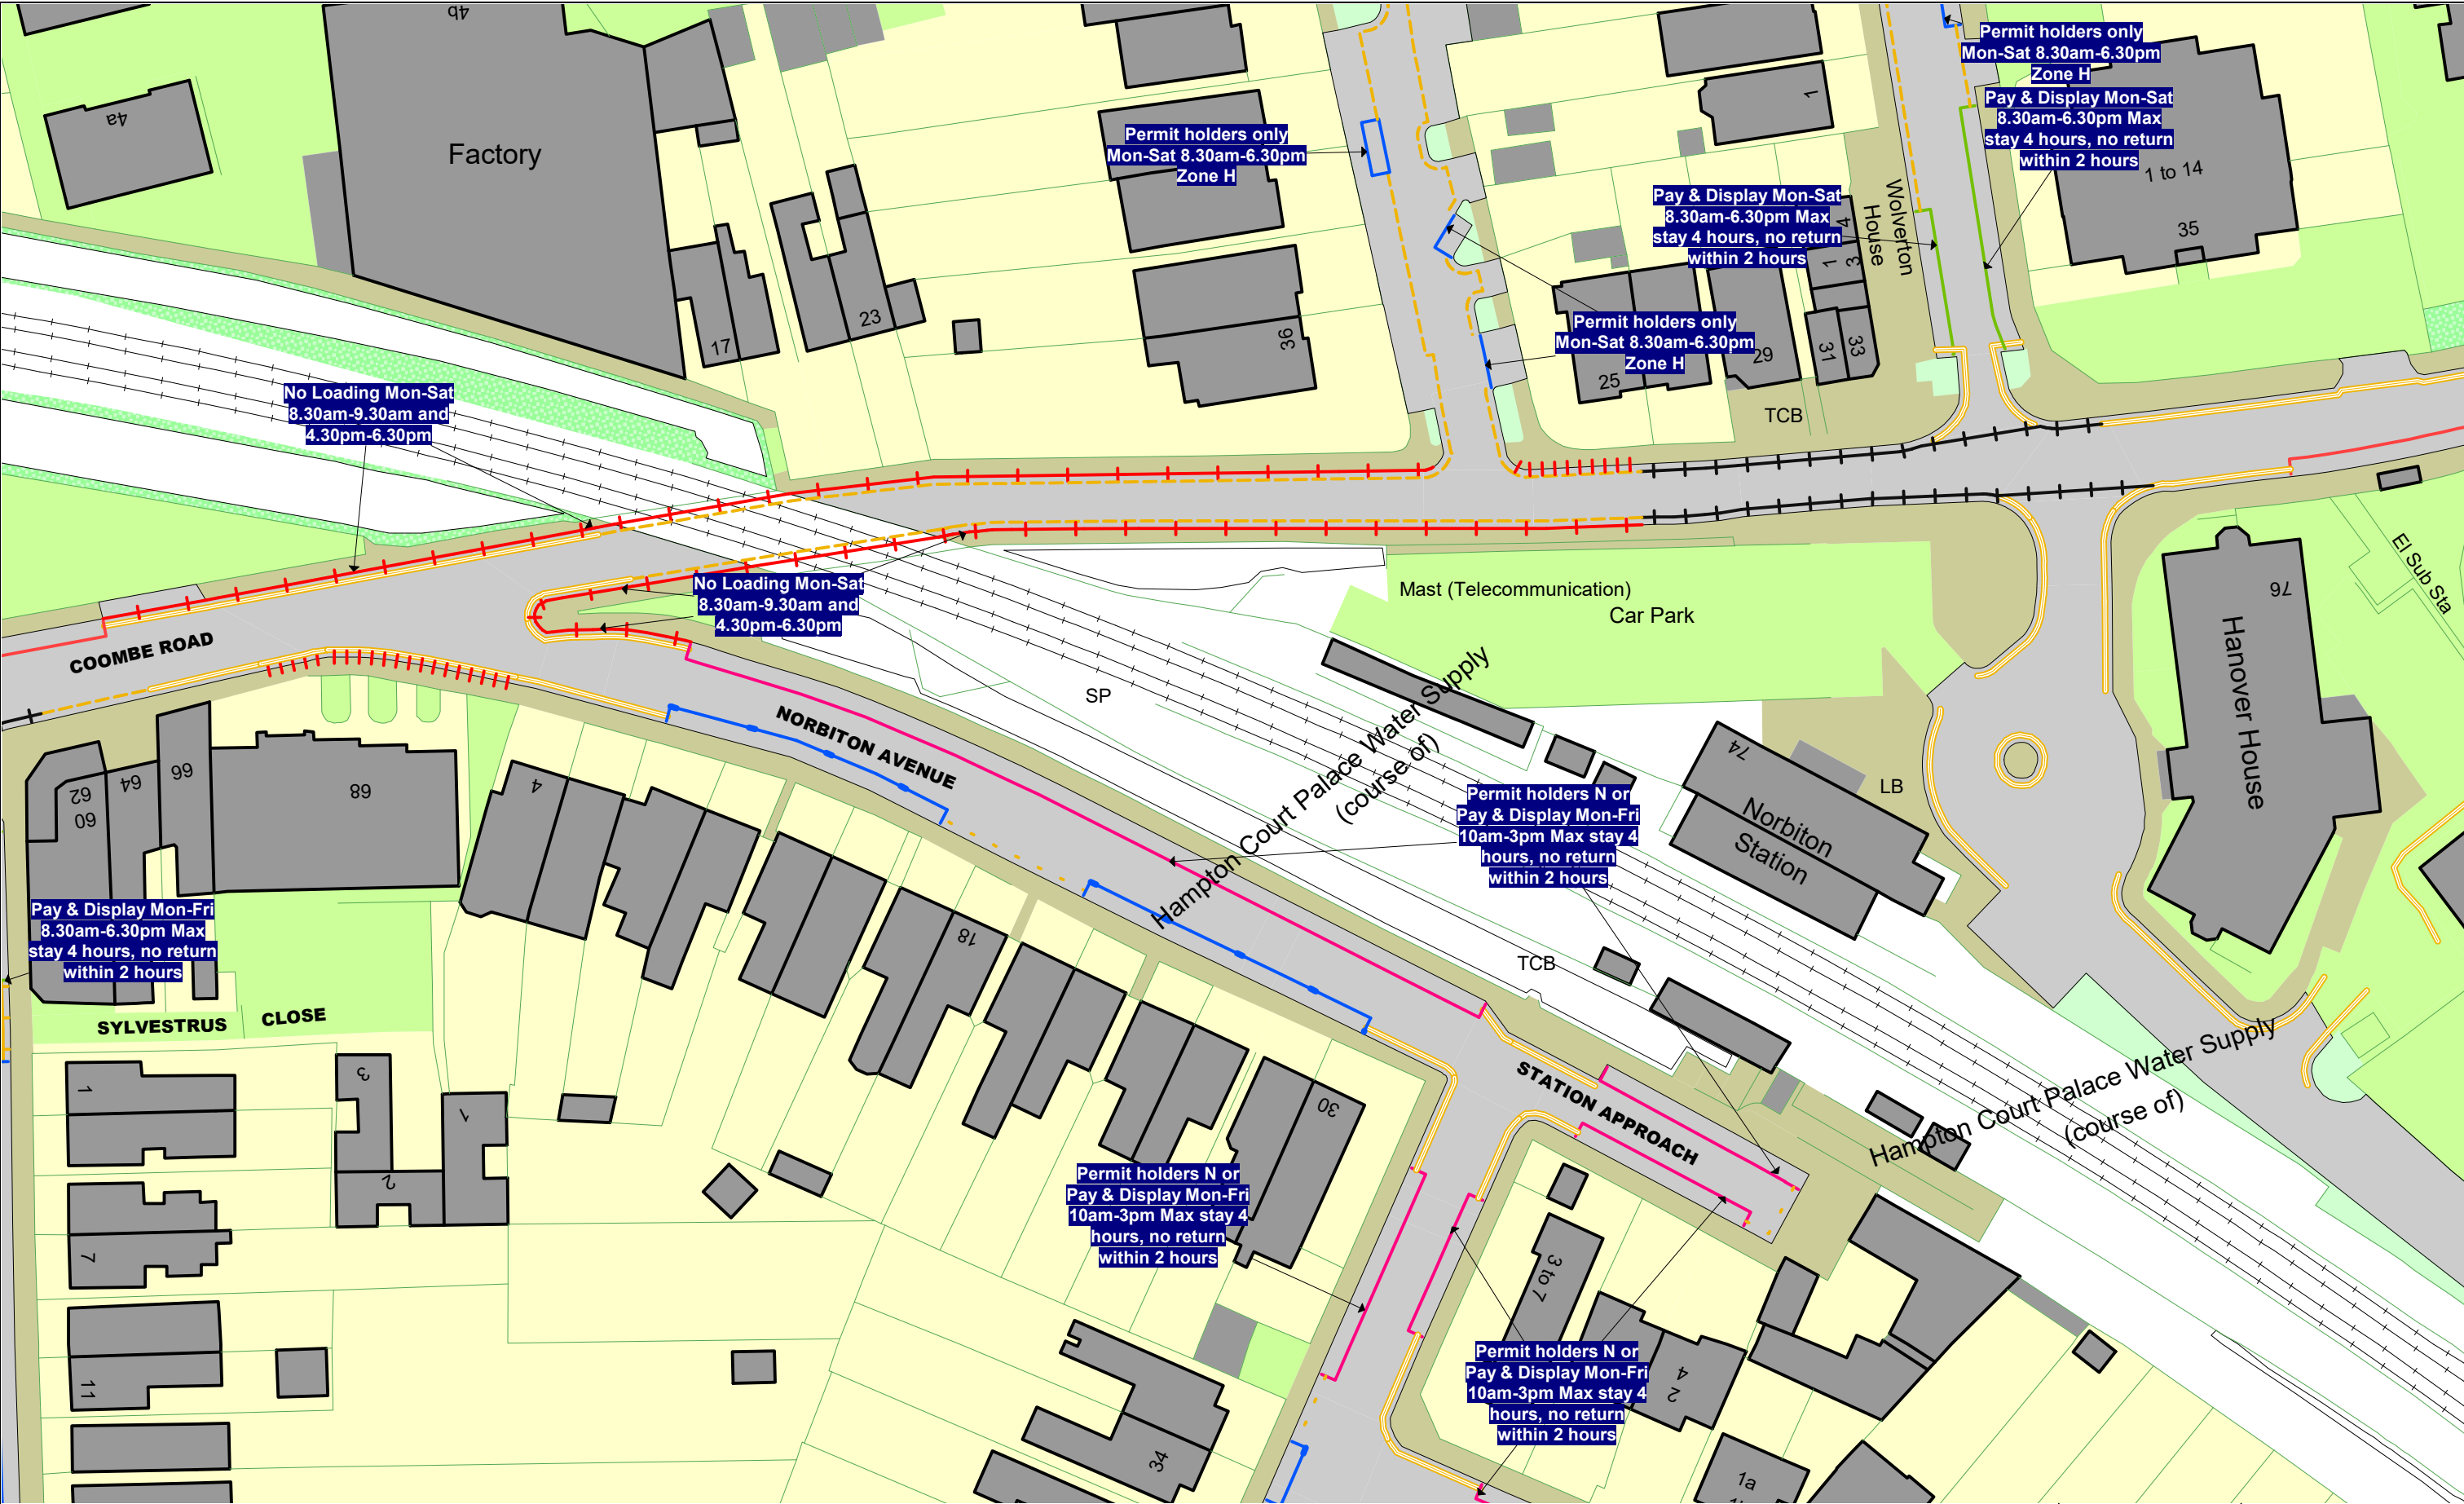 4b
Permit holders only
Mon-Sat 8.30am-6.30pm
Zone H
Pay & Display Mon-Sat
8.30am-6.30pm Max
stay 4 hours, no return
within 2 hours
4a
Factory
1
Permit holders only
Mon-Sat 8.30am-6.30pm
Zone H
1 to 14
35
Pay & Display Mon-Sat
8.30am-6.30pm Max
stay 4 hours, no return
within 2 hours
Wolverton
House
4
3
1
17
23
36
Permit holders only
Mon-Sat 8.30am-6.30pm
Zone H
25
29
31
33
TCB
No Loading Mon-Sat
8.30am-9.30am and
4.30pm-6.30pm
No Loading Mon-Sat
8.30am-9.30am and
4.30pm-6.30pm
Mast (Telecommunication)
Car Park
El Sub Sta
76
Hanover House
COOMBE ROAD
NORBITON AVENUE
SP
Hampton Court Palace Water Supply
(course of)
74
Norbiton
Station
LB
62
60
64
66
68
4
18
30
Permit holders N or
Pay & Display Mon-Fri
10am-3pm Max stay 4
hours, no return
within 2 hours
Pay & Display Mon-Fri
8.30am-6.30pm Max
stay 4 hours, no return
within 2 hours
TCB
SYLVESTRUS CLOSE
STATION APPROACH
Hampton Court Palace Water Supply
(course of)
1
3
1
2
7
11
Permit holders N or
Pay & Display Mon-Fri
10am-3pm Max stay 4
hours, no return
within 2 hours
3 to 7
Permit holders N or
Pay & Display Mon-Fri
10am-3pm Max stay 4
hours, no return
within 2 hours
4
2
34
1a